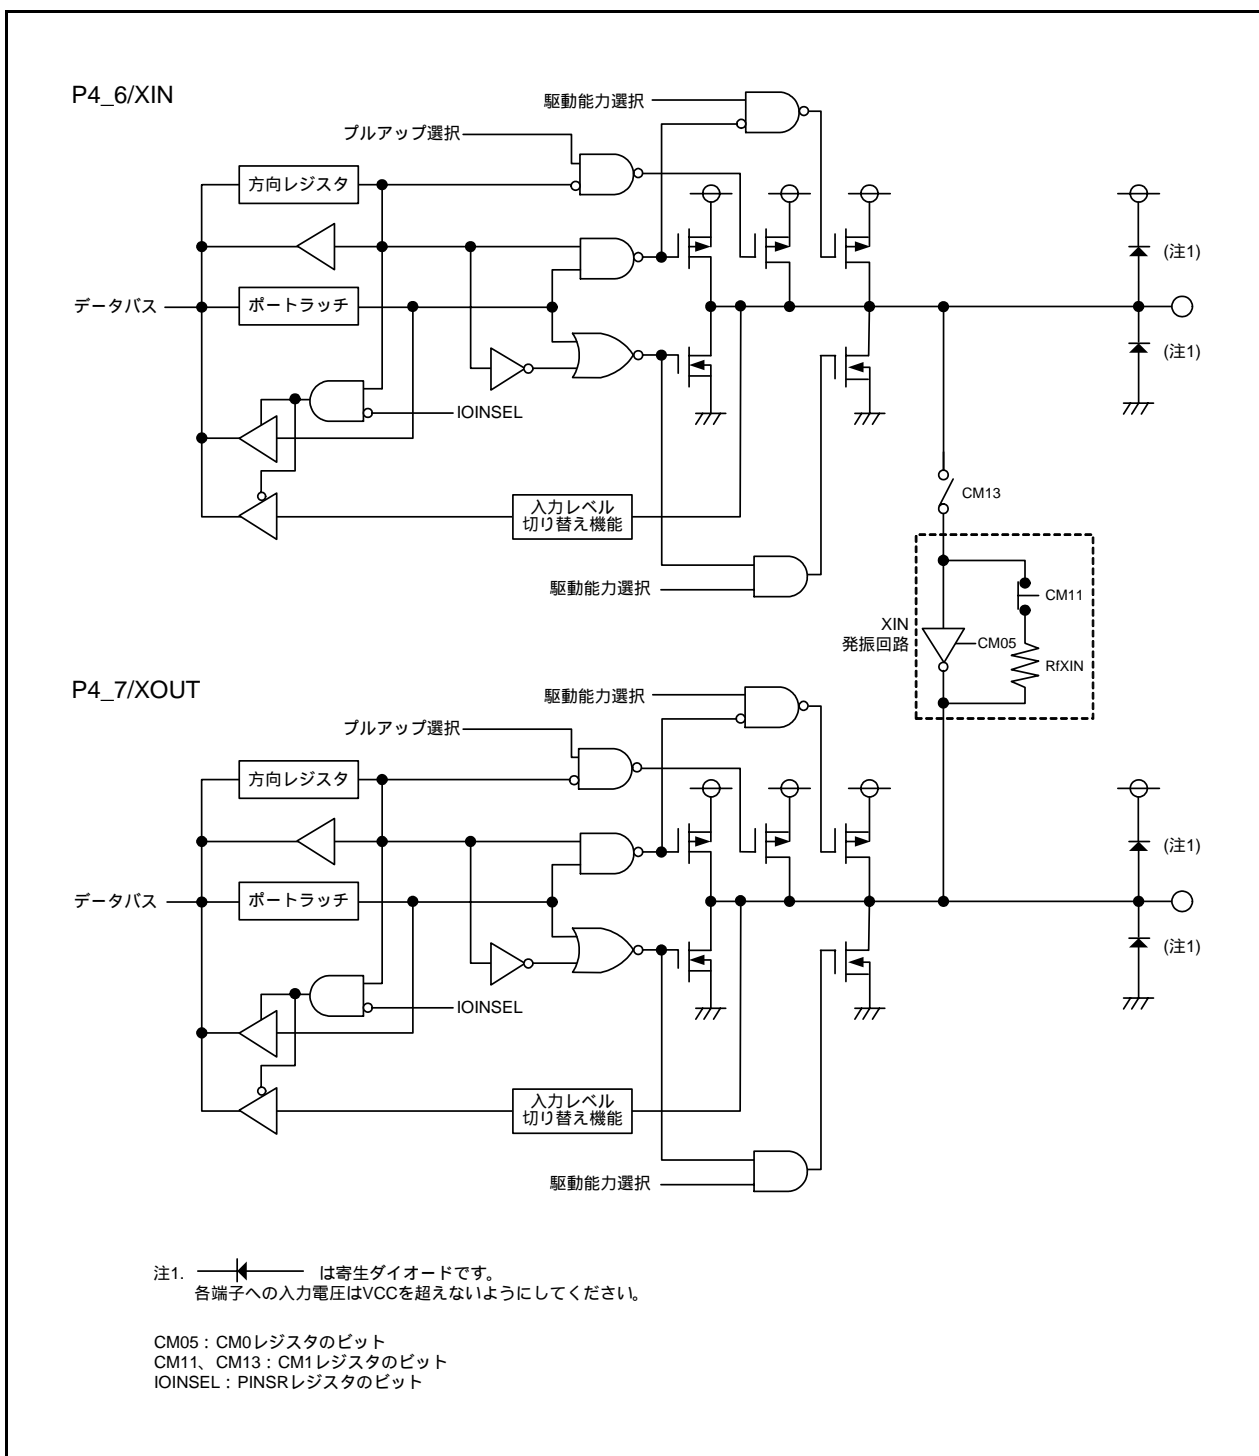 P4_6/XIN
駆動能力選択
プルアップ選択
方向レジスタ
(注1)
データバス
ポートラッチ
(注1)
IOINSEL
入力レベル
切り替え機能
CM13
駆動能力選択
CM11
XIN
発振回路
CM05
RfXIN
P4_7/XOUT
駆動能力選択
プルアップ選択
方向レジスタ
(注1)
データバス
ポートラッチ
(注1)
IOINSEL
入力レベル
切り替え機能
駆動能力選択
注1. は寄生ダイオードです。
各端子への入力電圧はVCCを超えないようにしてください。
CM05：CM0レジスタのビット
CM11、CM13：CM1レジスタのビット
IOINSEL：PINSRレジスタのビット